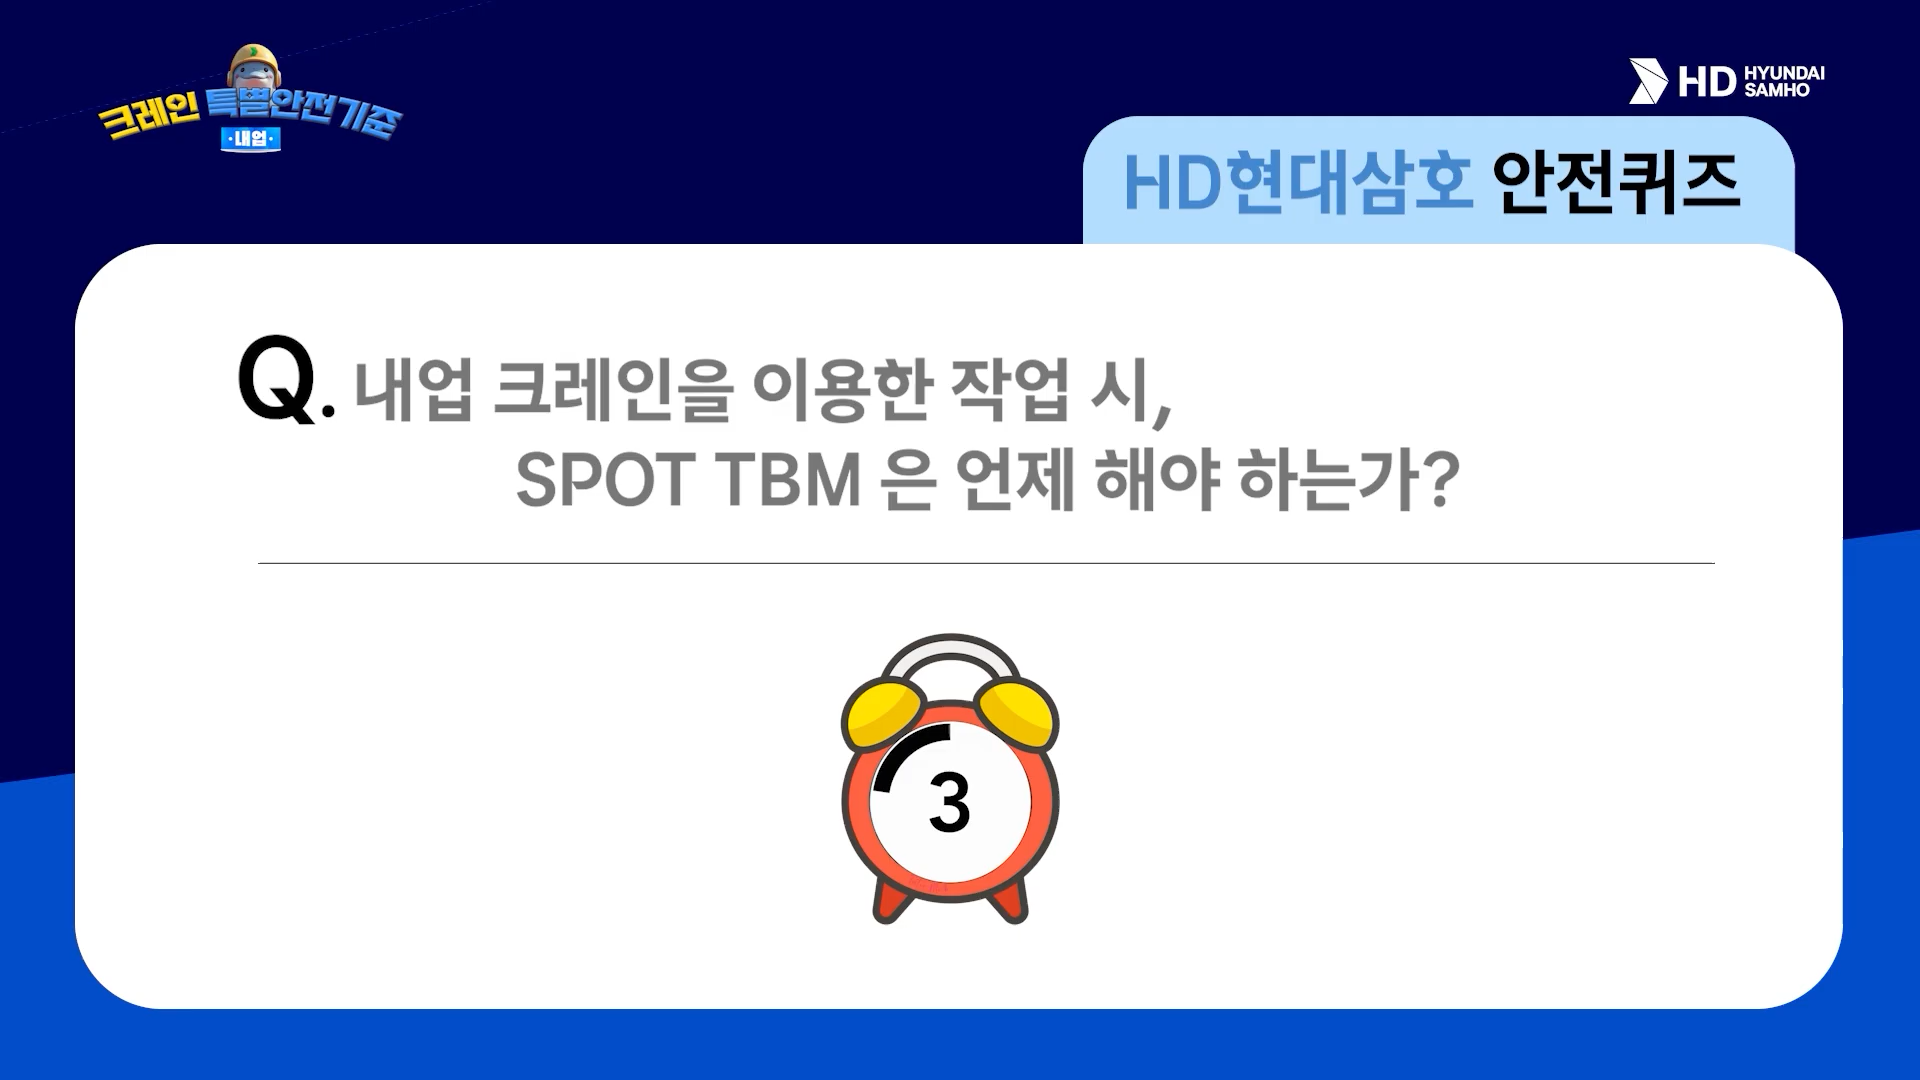 크레인 특별안전기준
·내업·
HD HYUNDAI
SAMHO
HD현대삼호 안전퀴즈
Q. 내업 크레인을 이용한 작업 시,
SPOT TBM 은 언제 해야 하는가?
3